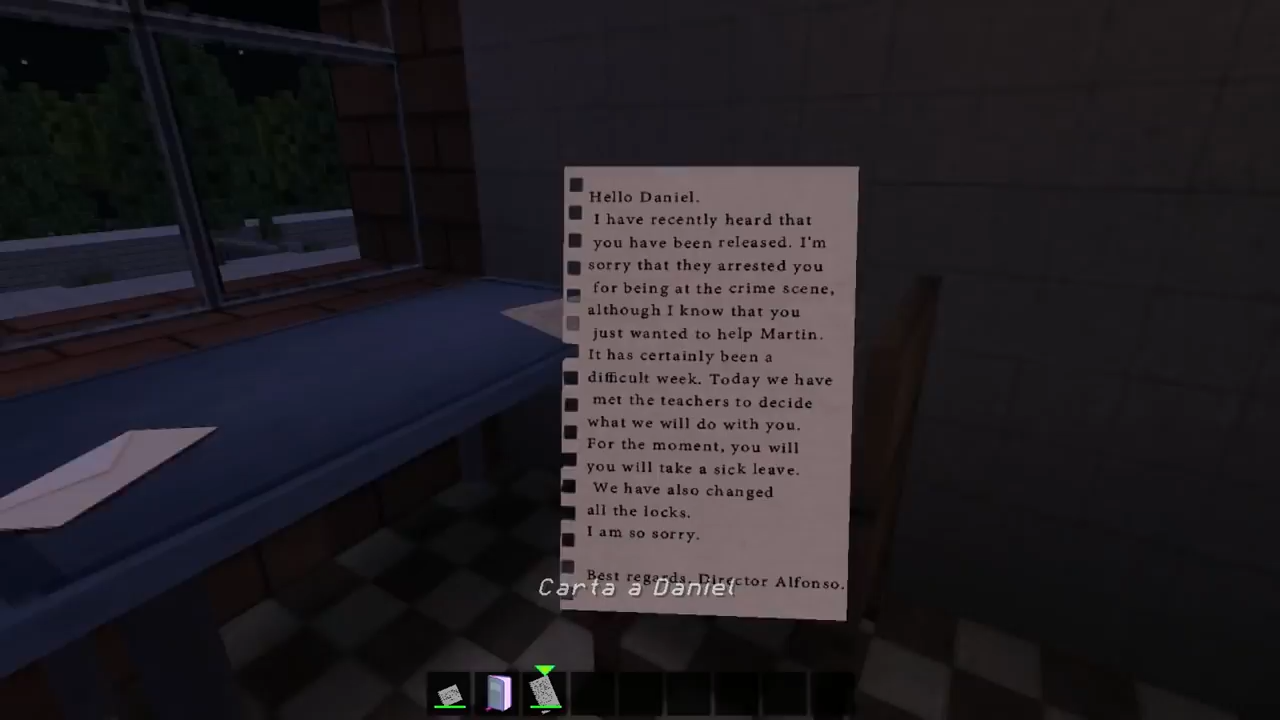 Hello Daniel.
I have recently heard that
you have been released. I'm
sorry that they arrested you
for being at the crime scene,
although I know that you
just wanted to help Martin.
It has certainly been a
difficult week. Today we have
met the teachers to decide
what we will do with you.
For the moment, you will
you will take a sick leave.
We have also changed
all the locks.
I am so sorry.
Best regards, Director Alfonso.
Carta a Daniel